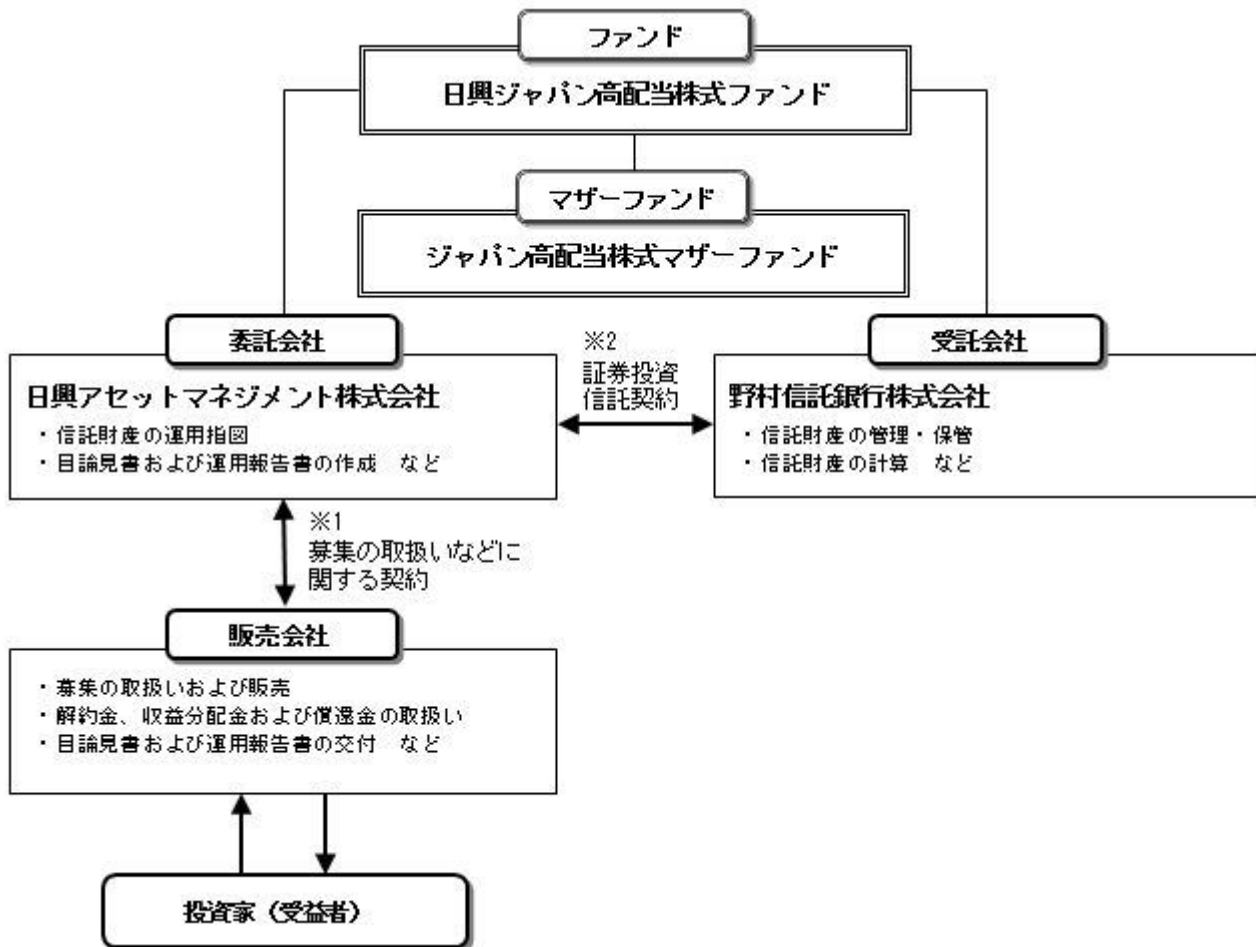 ファンド
日興ジャパン高配当株式ファンド
マザーファンド
ジャパン高配当株式マザーファンド
委託会社
日興アセットマネジメント株式会社
・信託財産の運用指図
・目論見書および運用報告書の作成　など
※2
証券投資
信託契約
受託会社
野村信託銀行株式会社
・信託財産の管理・保管
・信託財産の計算　など
※1
募集の取扱いなどに
関する契約
販売会社
・募集の取扱いおよび販売
・解約金、収益分配金および償還金の取扱い
・目論見書および運用報告書の交付　など
投資家（受益者）